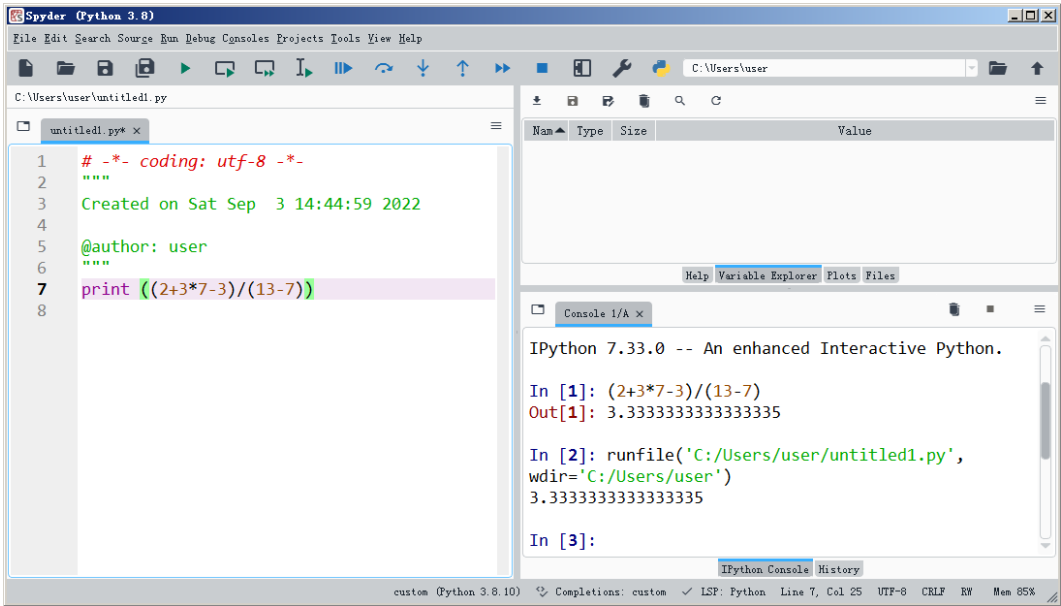 Spyder (Python 3.8)
File Edit Search Source Run Debug Consoles Projects Tools View Help
C:\Users\user
C:\Users\user\untitled1.py
untitled1.py*
1 # -*- coding: utf-8 -*-
2 """
3 Created on Sat Sep  3 14:44:59 2022
4
5 @author: user
6 """
7 print ((2+3*7-3)/(13-7))
8
Nam Type Size Value
Help Variable Explorer Plots Files
Console 1/A
IPython 7.33.0 -- An enhanced Interactive Python.
In [1]: (2+3*7-3)/(13-7)
Out[1]: 3.3333333333333335
In [2]: runfile('C:/Users/user/untitled1.py',
wdir='C:/Users/user')
3.3333333333333335
In [3]:
IPython Console History
custom (Python 3.8.10) Completions: custom LSP: Python Line 7, Col 25 UTF-8 CRLF RW Mem 85%